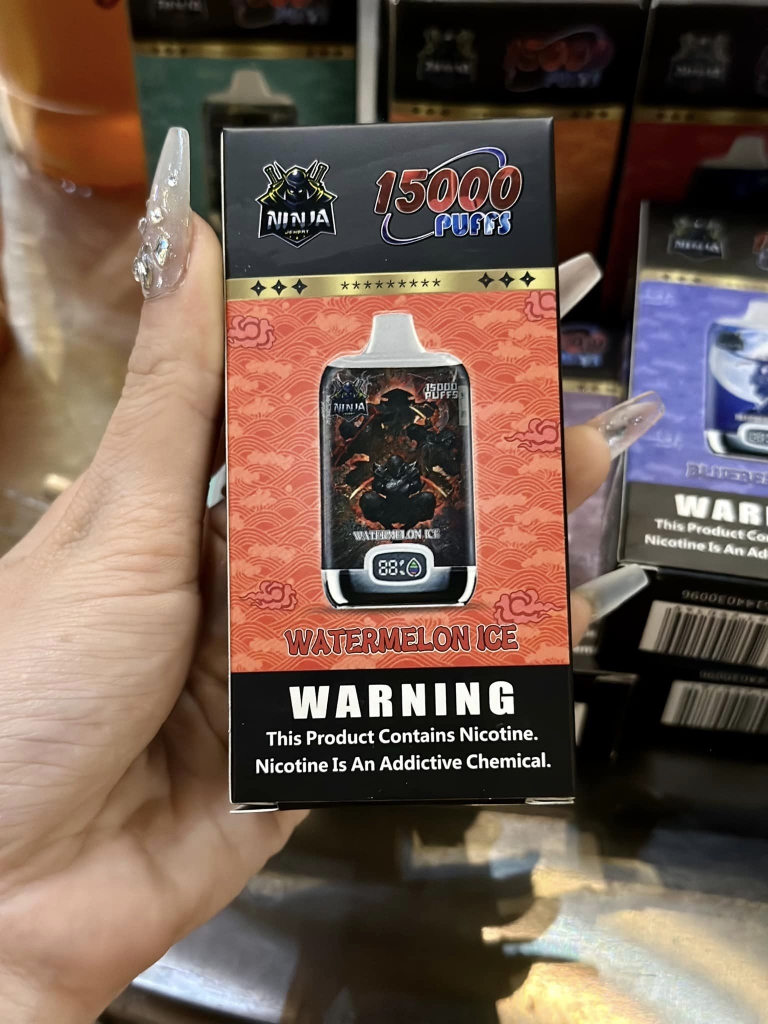 NINJA
15000
PUFFS
**********
NINJA
15000
PUFFS
WATERMELON ICE
88
WATERMELON ICE
WARNING
This Product Contains Nicotine.
Nicotine Is An Addictive Chemical.
WAR
This Product Co
Nicotine Is An Ad